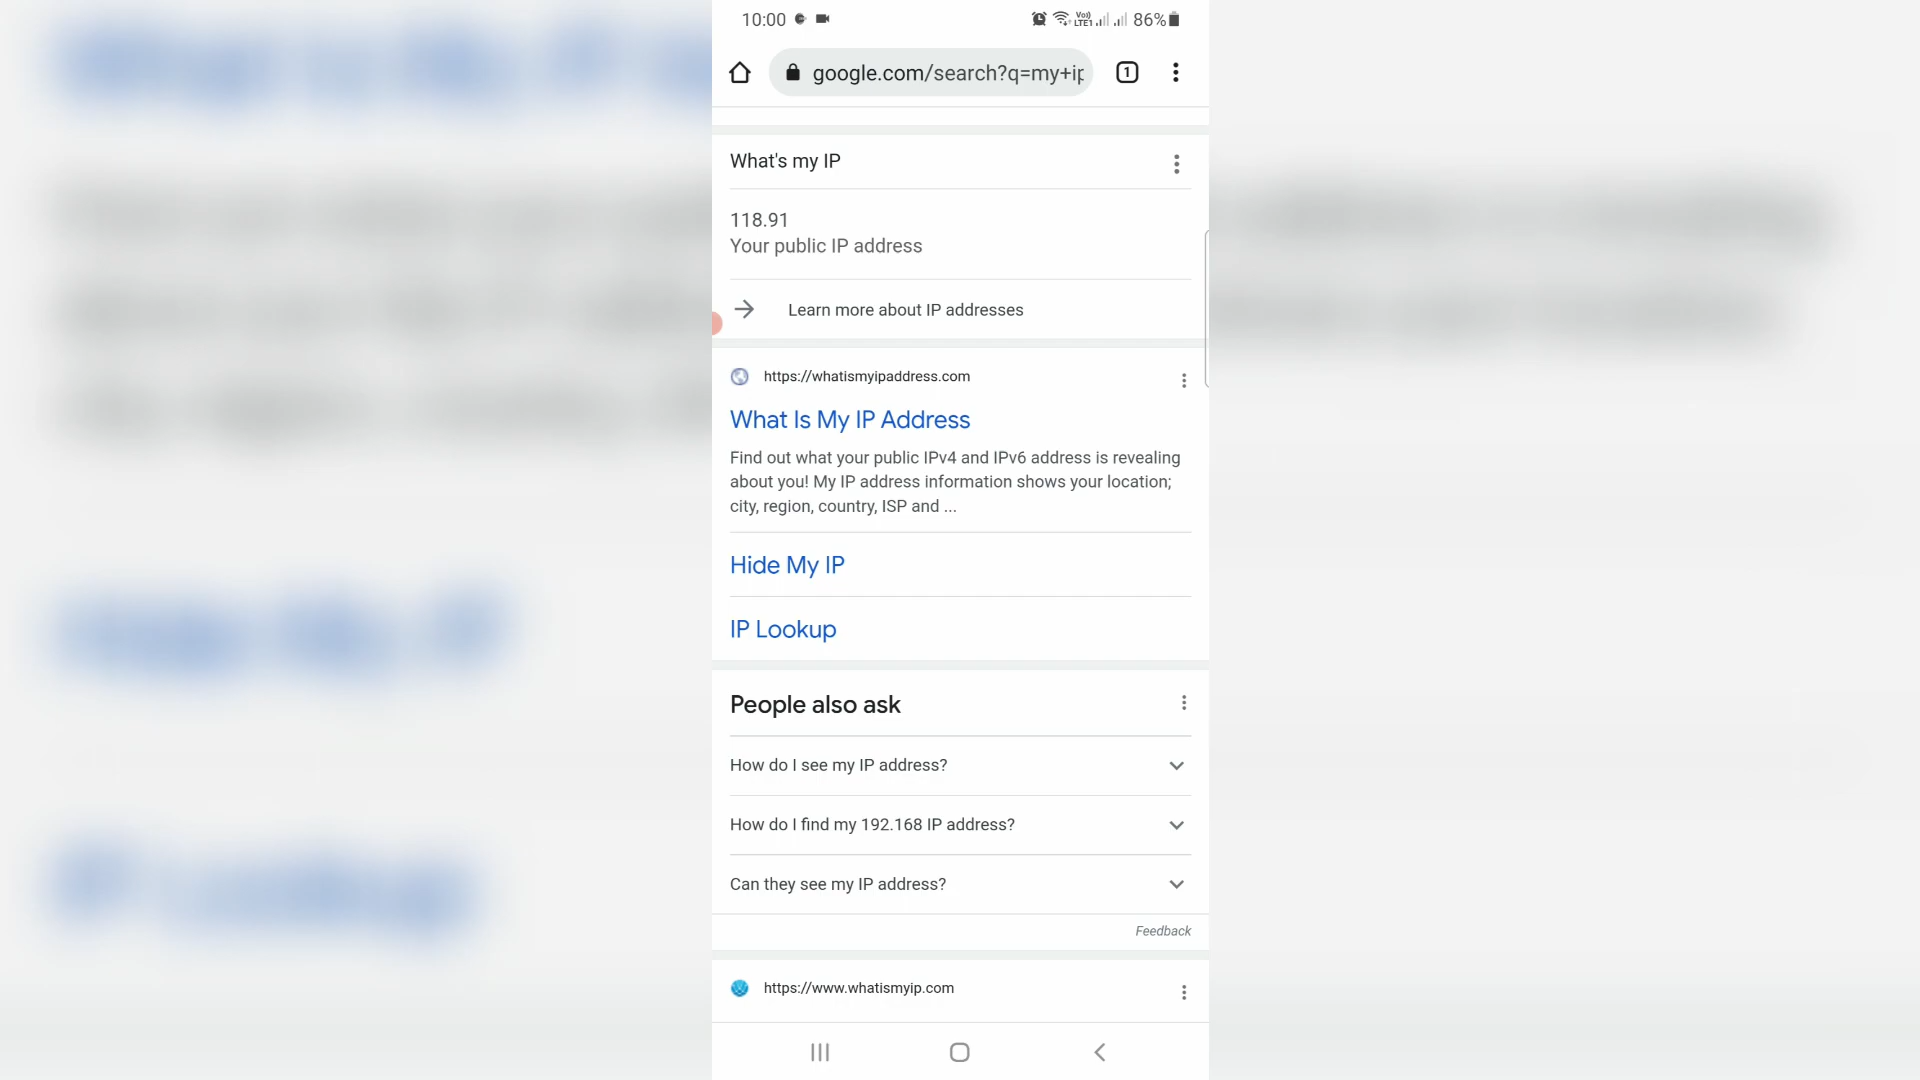 10:00
Vo))
LTE1
86%
google.com/search?q=my+ip
1
What's my IP
118.91
Your public IP address
Learn more about IP addresses
https://whatismyipaddress.com
What Is My IP Address
Find out what your public IPv4 and IPv6 address is revealing
about you! My IP address information shows your location;
city, region, country, ISP and ...
Hide My IP
IP Lookup
People also ask
How do I see my IP address?
How do I find my 192.168 IP address?
Can they see my IP address?
Feedback
https://www.whatismyip.com